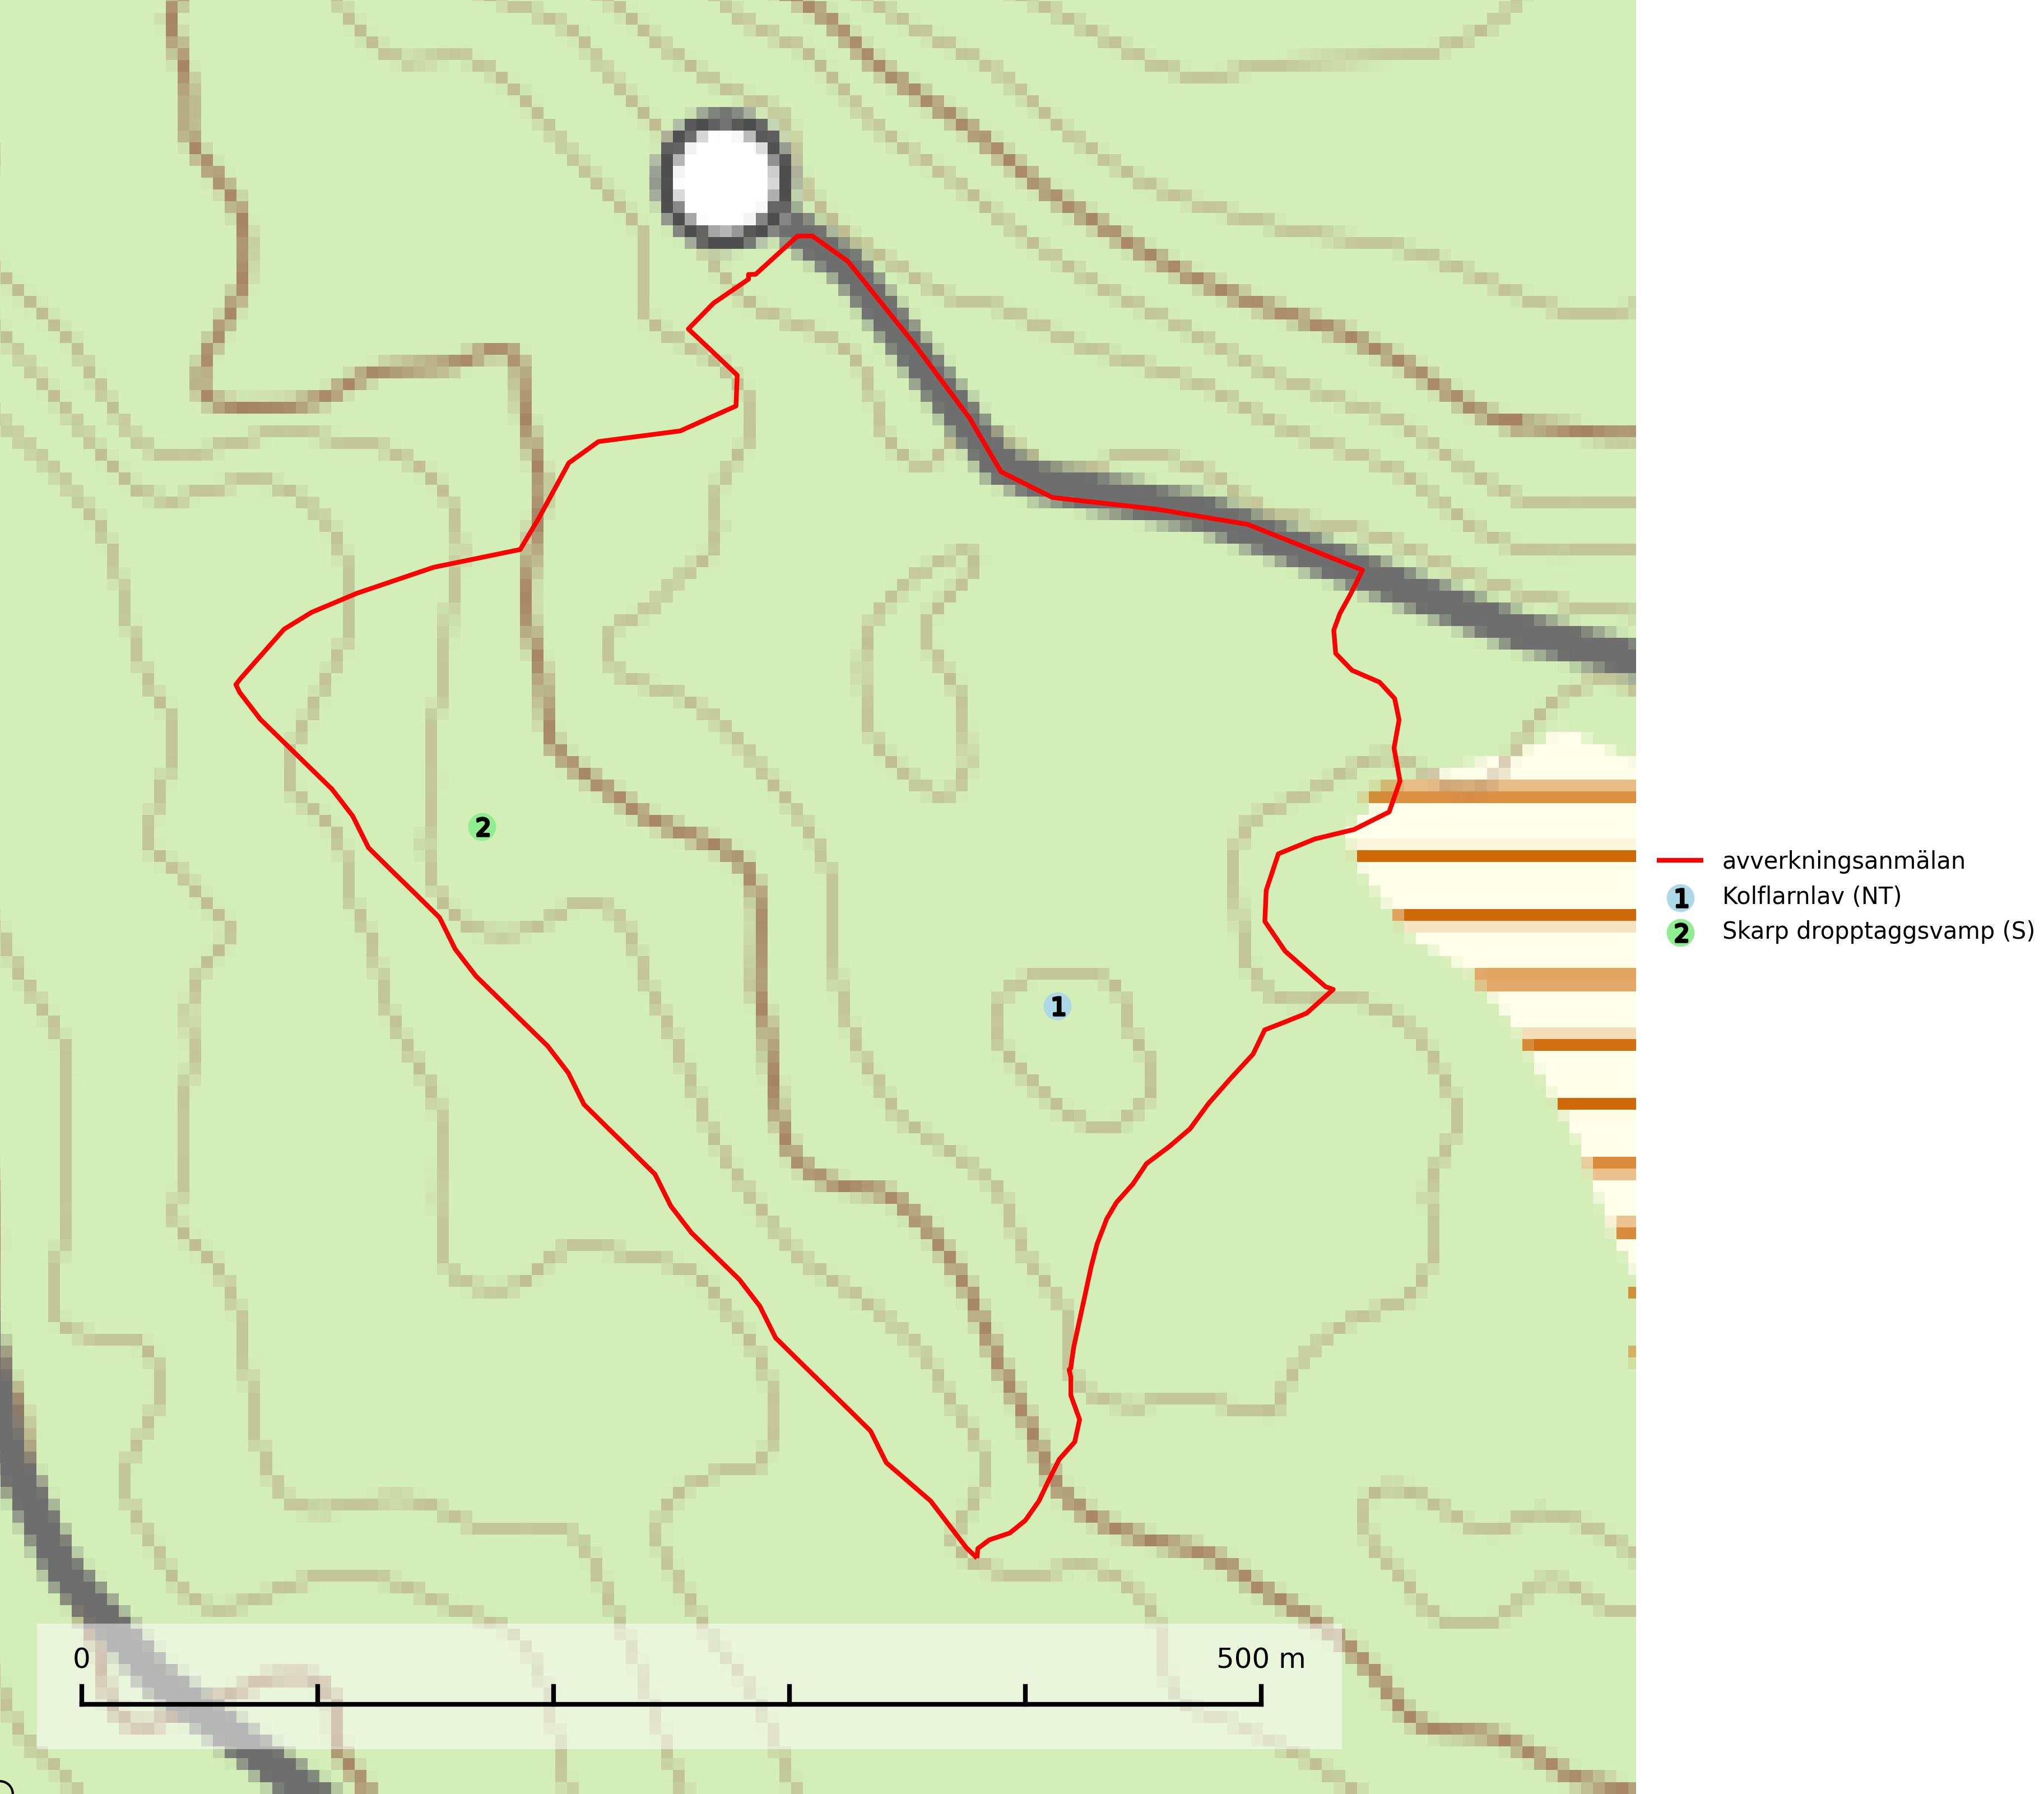 2
1
avverkningsanmälan
1 Kolflarnlav (NT)
2 Skarp dropptaggsvamp (S)
0 500 m